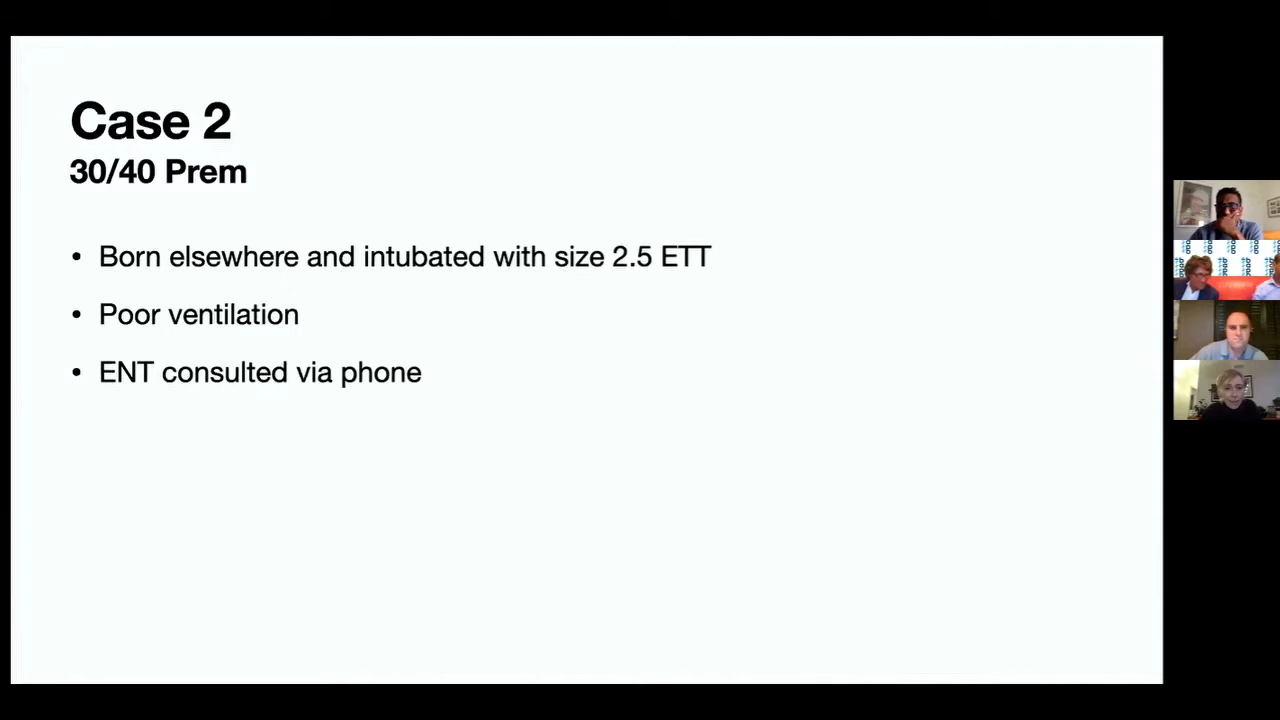 Case 2
30/40 Prem
• Born elsewhere and intubated with size 2.5 ETT
• Poor ventilation
• ENT consulted via phone